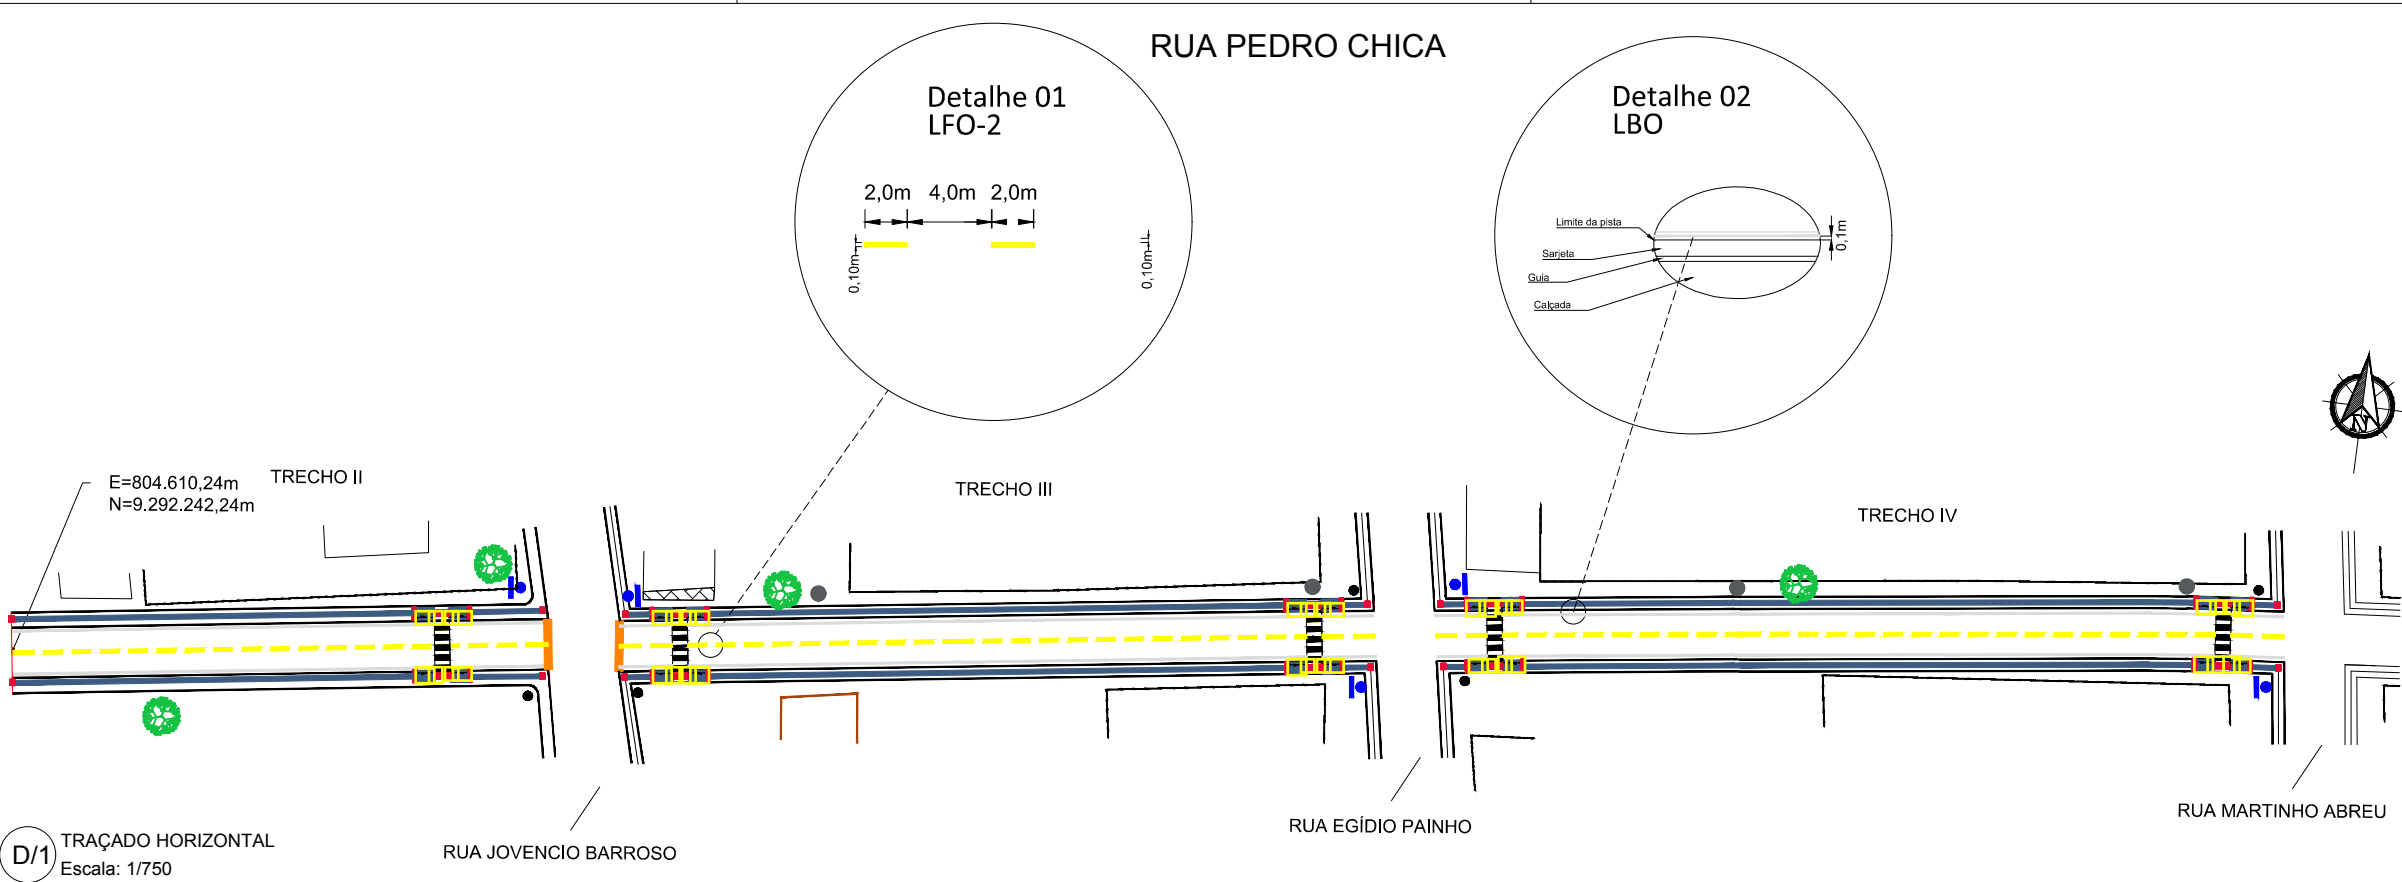 RUA PEDRO CHICA
Detalhe 01
LFO-2
2,0m 4,0m 2,0m
0,10m
0,10m
Detalhe 02
LBO
Limite da pista
Sarjeta
Guia
Calçada
0,1m
N
E=804.610,24m
N=9.292.242,24m
TRECHO II
TRECHO III
TRECHO IV
RUA JOVENCIO BARROSO
RUA EGÍDIO PAINHO
RUA MARTINHO ABREU
D/1
TRAÇADO HORIZONTAL
Escala: 1/750